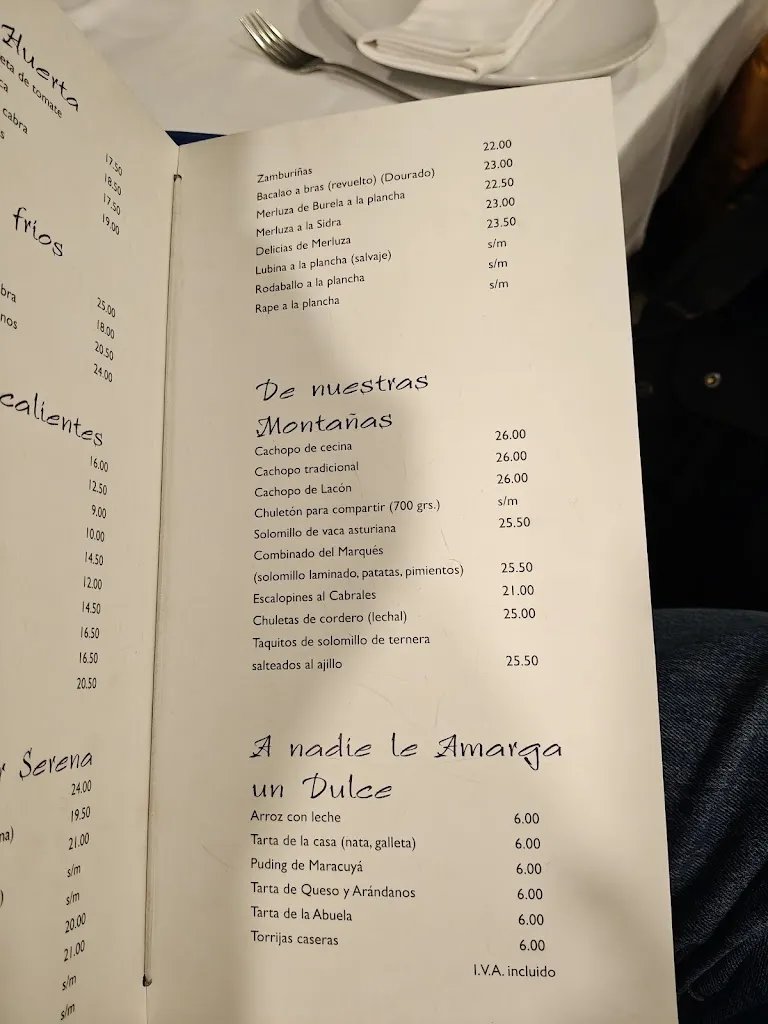 Huerta
eta de tomate
ca
cabra
s
17.50
18.50
17.50
19.00
frios
bra
nos
25.00
18.00
20.50
24.00
calientes
16.00
12.50
9.00
10.00
14.50
12.00
14.50
16.50
16.50
20.50
r Serena
24.00
19.50
na) 21.00
s/m
) s/m
20.00
21.00
s/m
s/m
Zamburiñas 22.00
Bacalao a bras (revuelto) (Dourado) 23.00
Merluza de Burela a la plancha 22.50
Merluza a la Sidra 23.00
Delicias de Merluza 23.50
Lubina a la plancha (salvaje) s/m
Rodaballo a la plancha s/m
Rape a la plancha s/m
De nuestras
Montañas
Cachopo de cecina 26.00
Cachopo tradicional 26.00
Cachopo de Lacón 26.00
Chuletón para compartir (700 grs.) s/m
Solomillo de vaca asturiana 25.50
Combinado del Marqués
(solomillo laminado, patatas, pimientos) 25.50
Escalopines al Cabrales 21.00
Chuletas de cordero (lechal) 25.00
Taquitos de solomillo de ternera
salteados al ajillo 25.50
A nadie le Amarga
un Dulce
Arroz con leche 6.00
Tarta de la casa (nata, galleta) 6.00
Puding de Maracuyá 6.00
Tarta de Queso y Arándanos 6.00
Tarta de la Abuela 6.00
Torrijas caseras 6.00
I.V.A. incluido